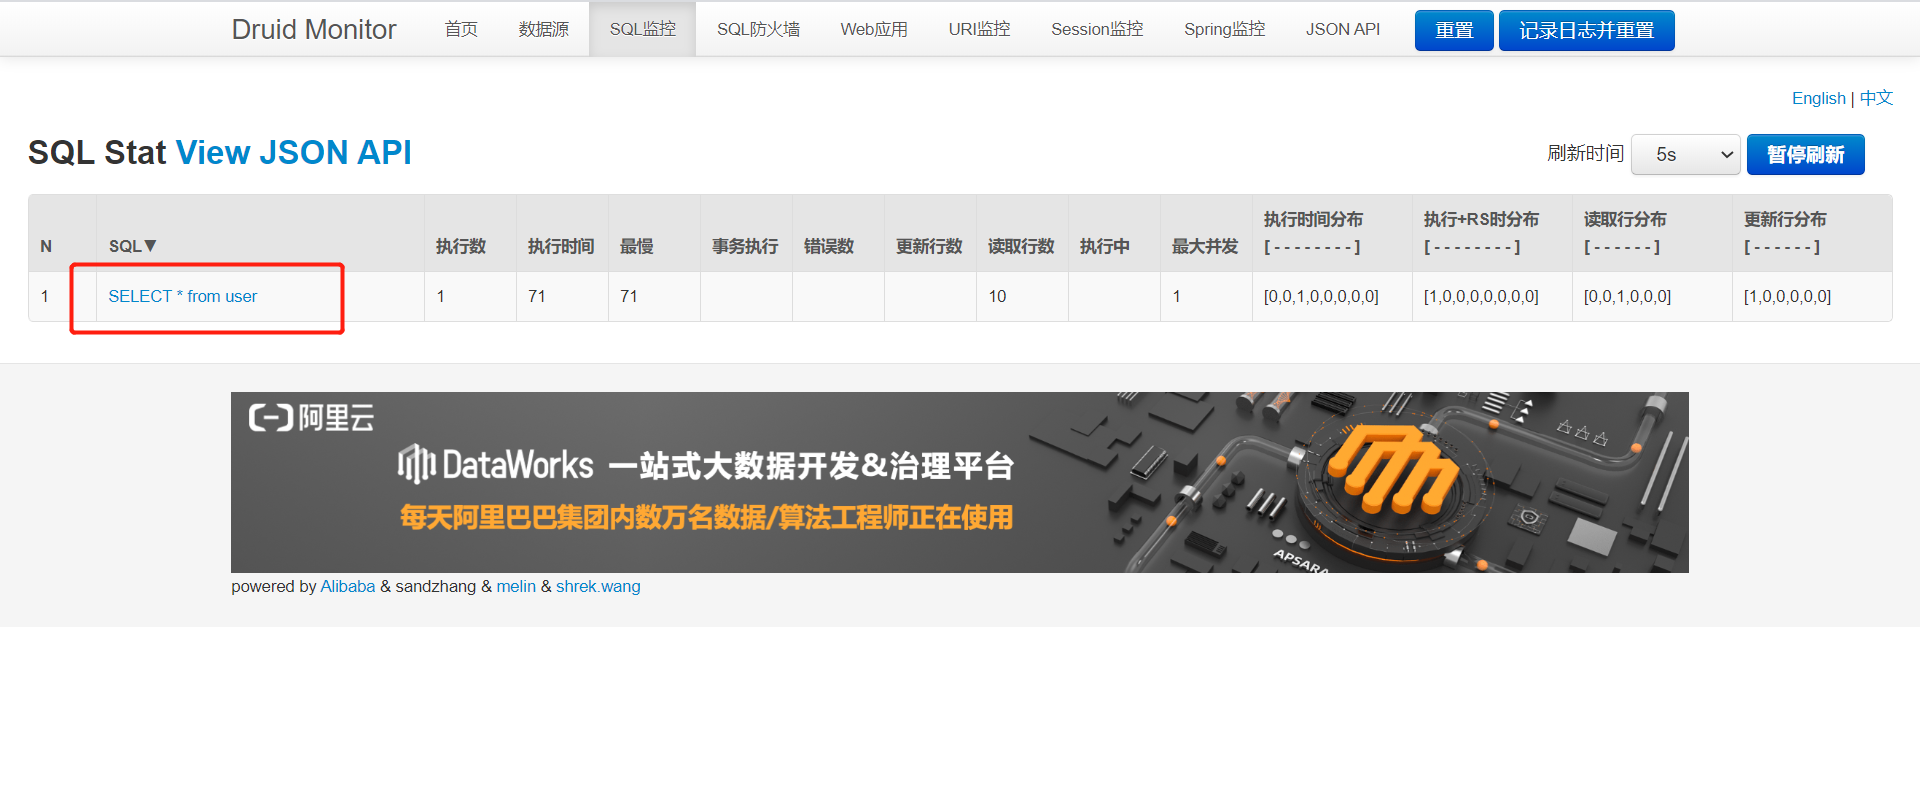 Druid Monitor 首页 数据源 SQL监控 SQL防火墙 Web应用 URI监控 Session监控 Spring监控 JSON API 重置 记录日志并重置
English | 中文
SQL Stat View JSON API 刷新时间 5s 暂停刷新
N SQL▼ 执行数 执行时间 最慢 事务执行 错误数 更新行数 读取行数 执行中 最大并发 执行时间分布 [ - - - - - - - - ] 执行+RS时分布 [ - - - - - - - - ] 读取行分布 [ - - - - - - ] 更新行分布 [ - - - - - - ]
1 SELECT * from user 1 71 71 10 1 [0,0,1,0,0,0,0,0] [1,0,0,0,0,0,0,0] [0,0,1,0,0,0] [1,0,0,0,0,0]
阿里云
DataWorks 一站式大数据开发&治理平台
每天阿里巴巴集团内数万名数据/算法工程师正在使用
APSARA
powered by Alibaba & sandzhang & melin & shrek.wang